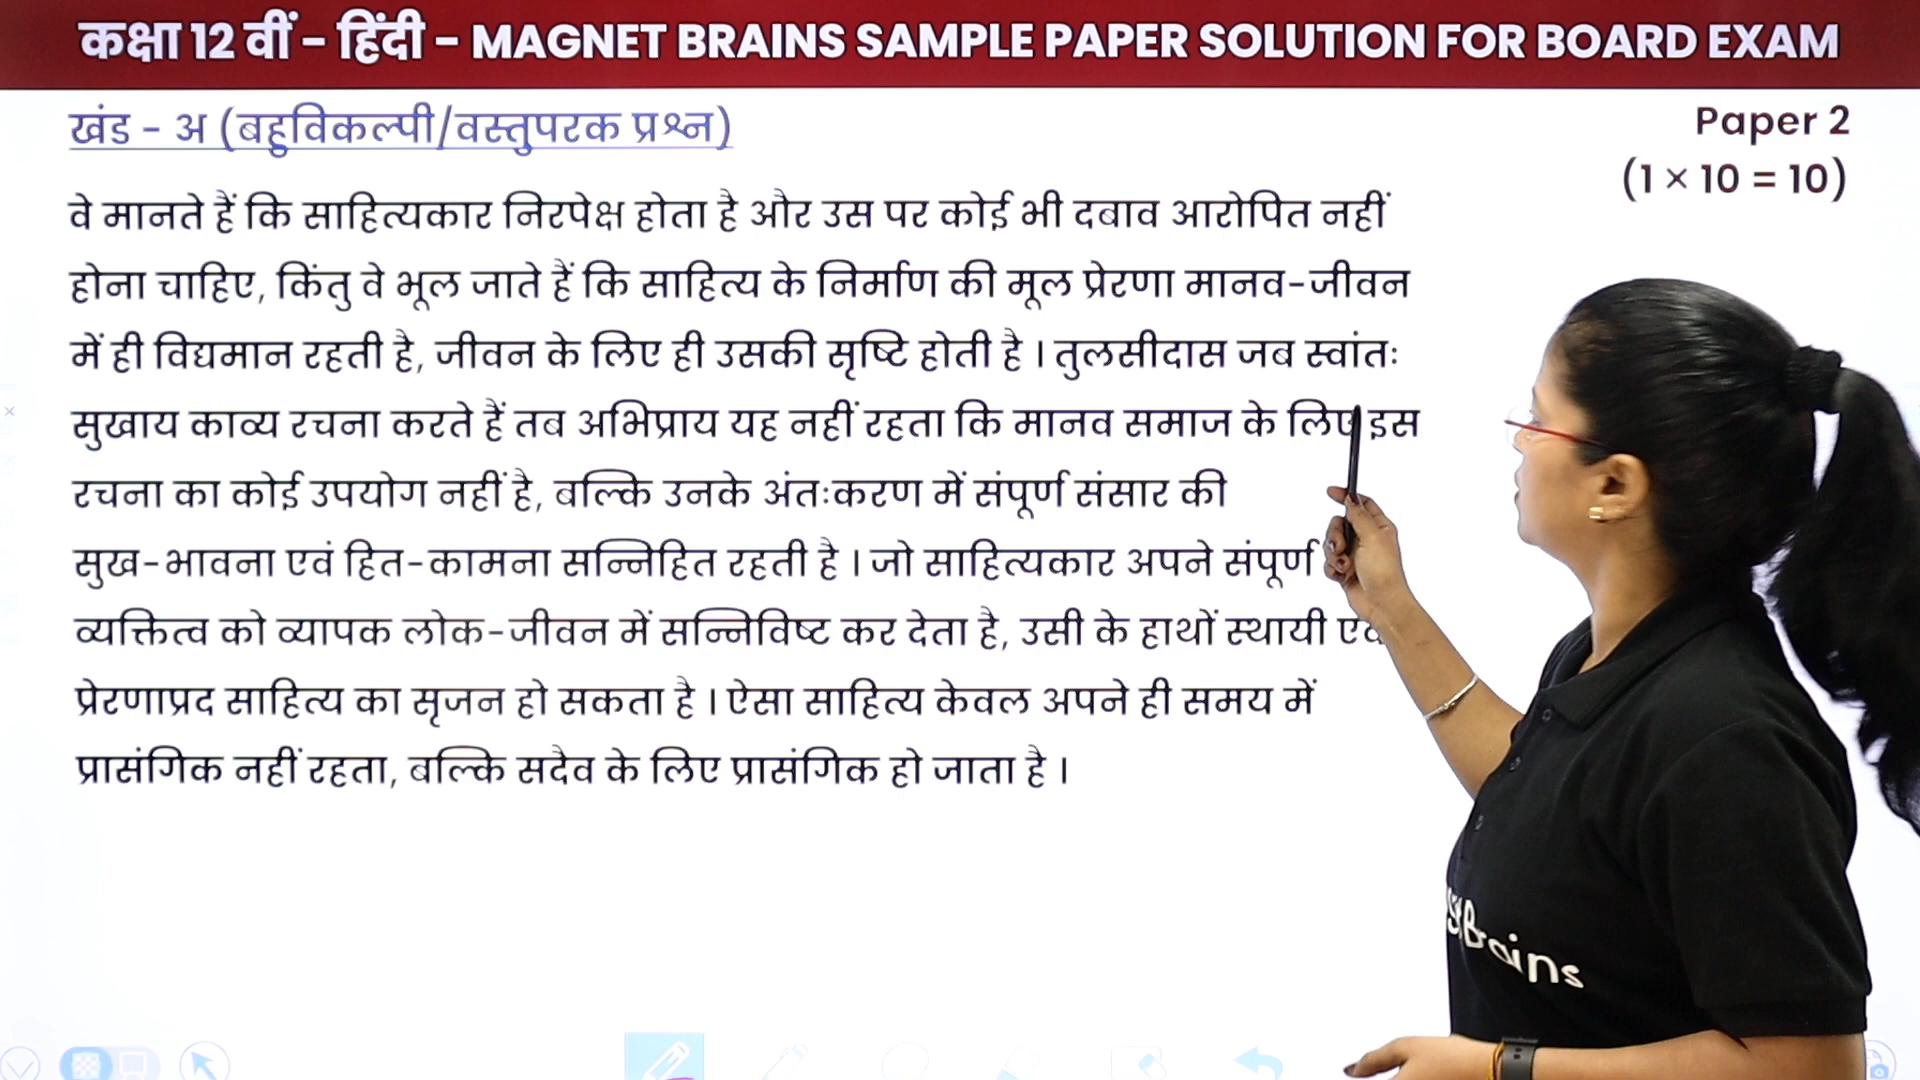 कक्षा 12 वीं – हिंदी – MAGNET BRAINS SAMPLE PAPER SOLUTION FOR BOARD EXAM
खंड - अ (बहुविकल्पी/वस्तुपरक प्रश्न)
Paper 2
(1 × 10 = 10)
वे मानते हैं कि साहित्यकार निरपेक्ष होता है और उस पर कोई भी दबाव आरोपित नहीं
होना चाहिए, किंतु वे भूल जाते हैं कि साहित्य के निर्माण की मूल प्रेरणा मानव-जीवन
में ही विद्यमान रहती है, जीवन के लिए ही उसकी सृष्टि होती है । तुलसीदास जब स्वांतः
सुखाय काव्य रचना करते हैं तब अभिप्राय यह नहीं रहता कि मानव समाज के लिए इस
रचना का कोई उपयोग नहीं है, बल्कि उनके अंतःकरण में संपूर्ण संसार की
सुख-भावना एवं हित-कामना सन्निहित रहती है । जो साहित्यकार अपने संपूर्ण
व्यक्तित्व को व्यापक लोक-जीवन में सन्निविष्ट कर देता है, उसी के हाथों स्थायी एवं
प्रेरणाप्रद साहित्य का सृजन हो सकता है । ऐसा साहित्य केवल अपने ही समय में
प्रासंगिक नहीं रहता, बल्कि सदैव के लिए प्रासंगिक हो जाता है ।
Brains